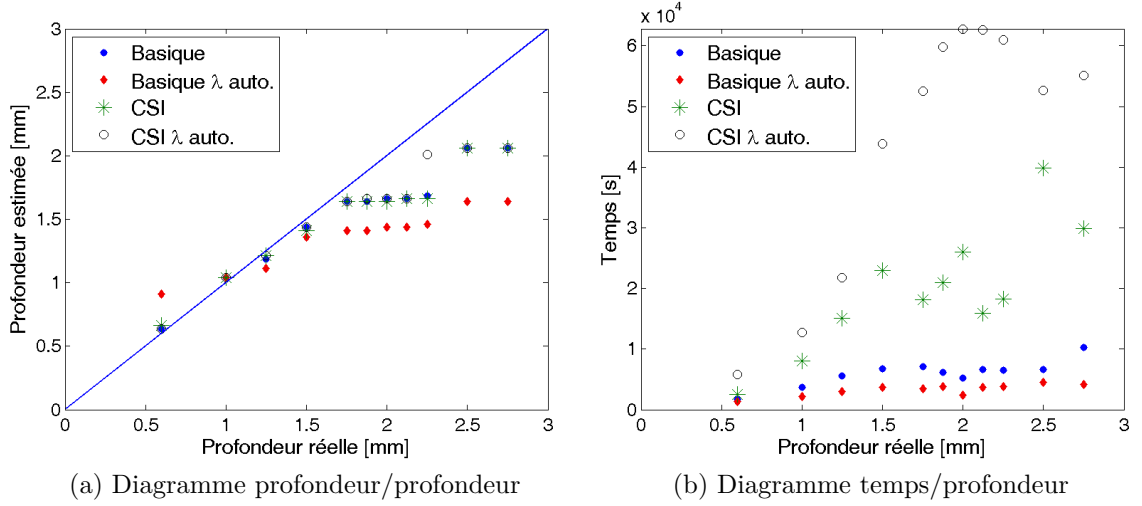 3
2.5
2
1.5
1
0.5
0
Profondeur estimée [mm]
Basique
Basique λ auto.
CSI
CSI λ auto.
0 0.5 1 1.5 2 2.5 3
Profondeur réelle [mm]
(a) Diagramme profondeur/profondeur
x 10⁴
6
5
4
3
2
1
0
Temps [s]
Basique
Basique λ auto.
CSI
CSI λ auto.
0 0.5 1 1.5 2 2.5 3
Profondeur réelle [mm]
(b) Diagramme temps/profondeur